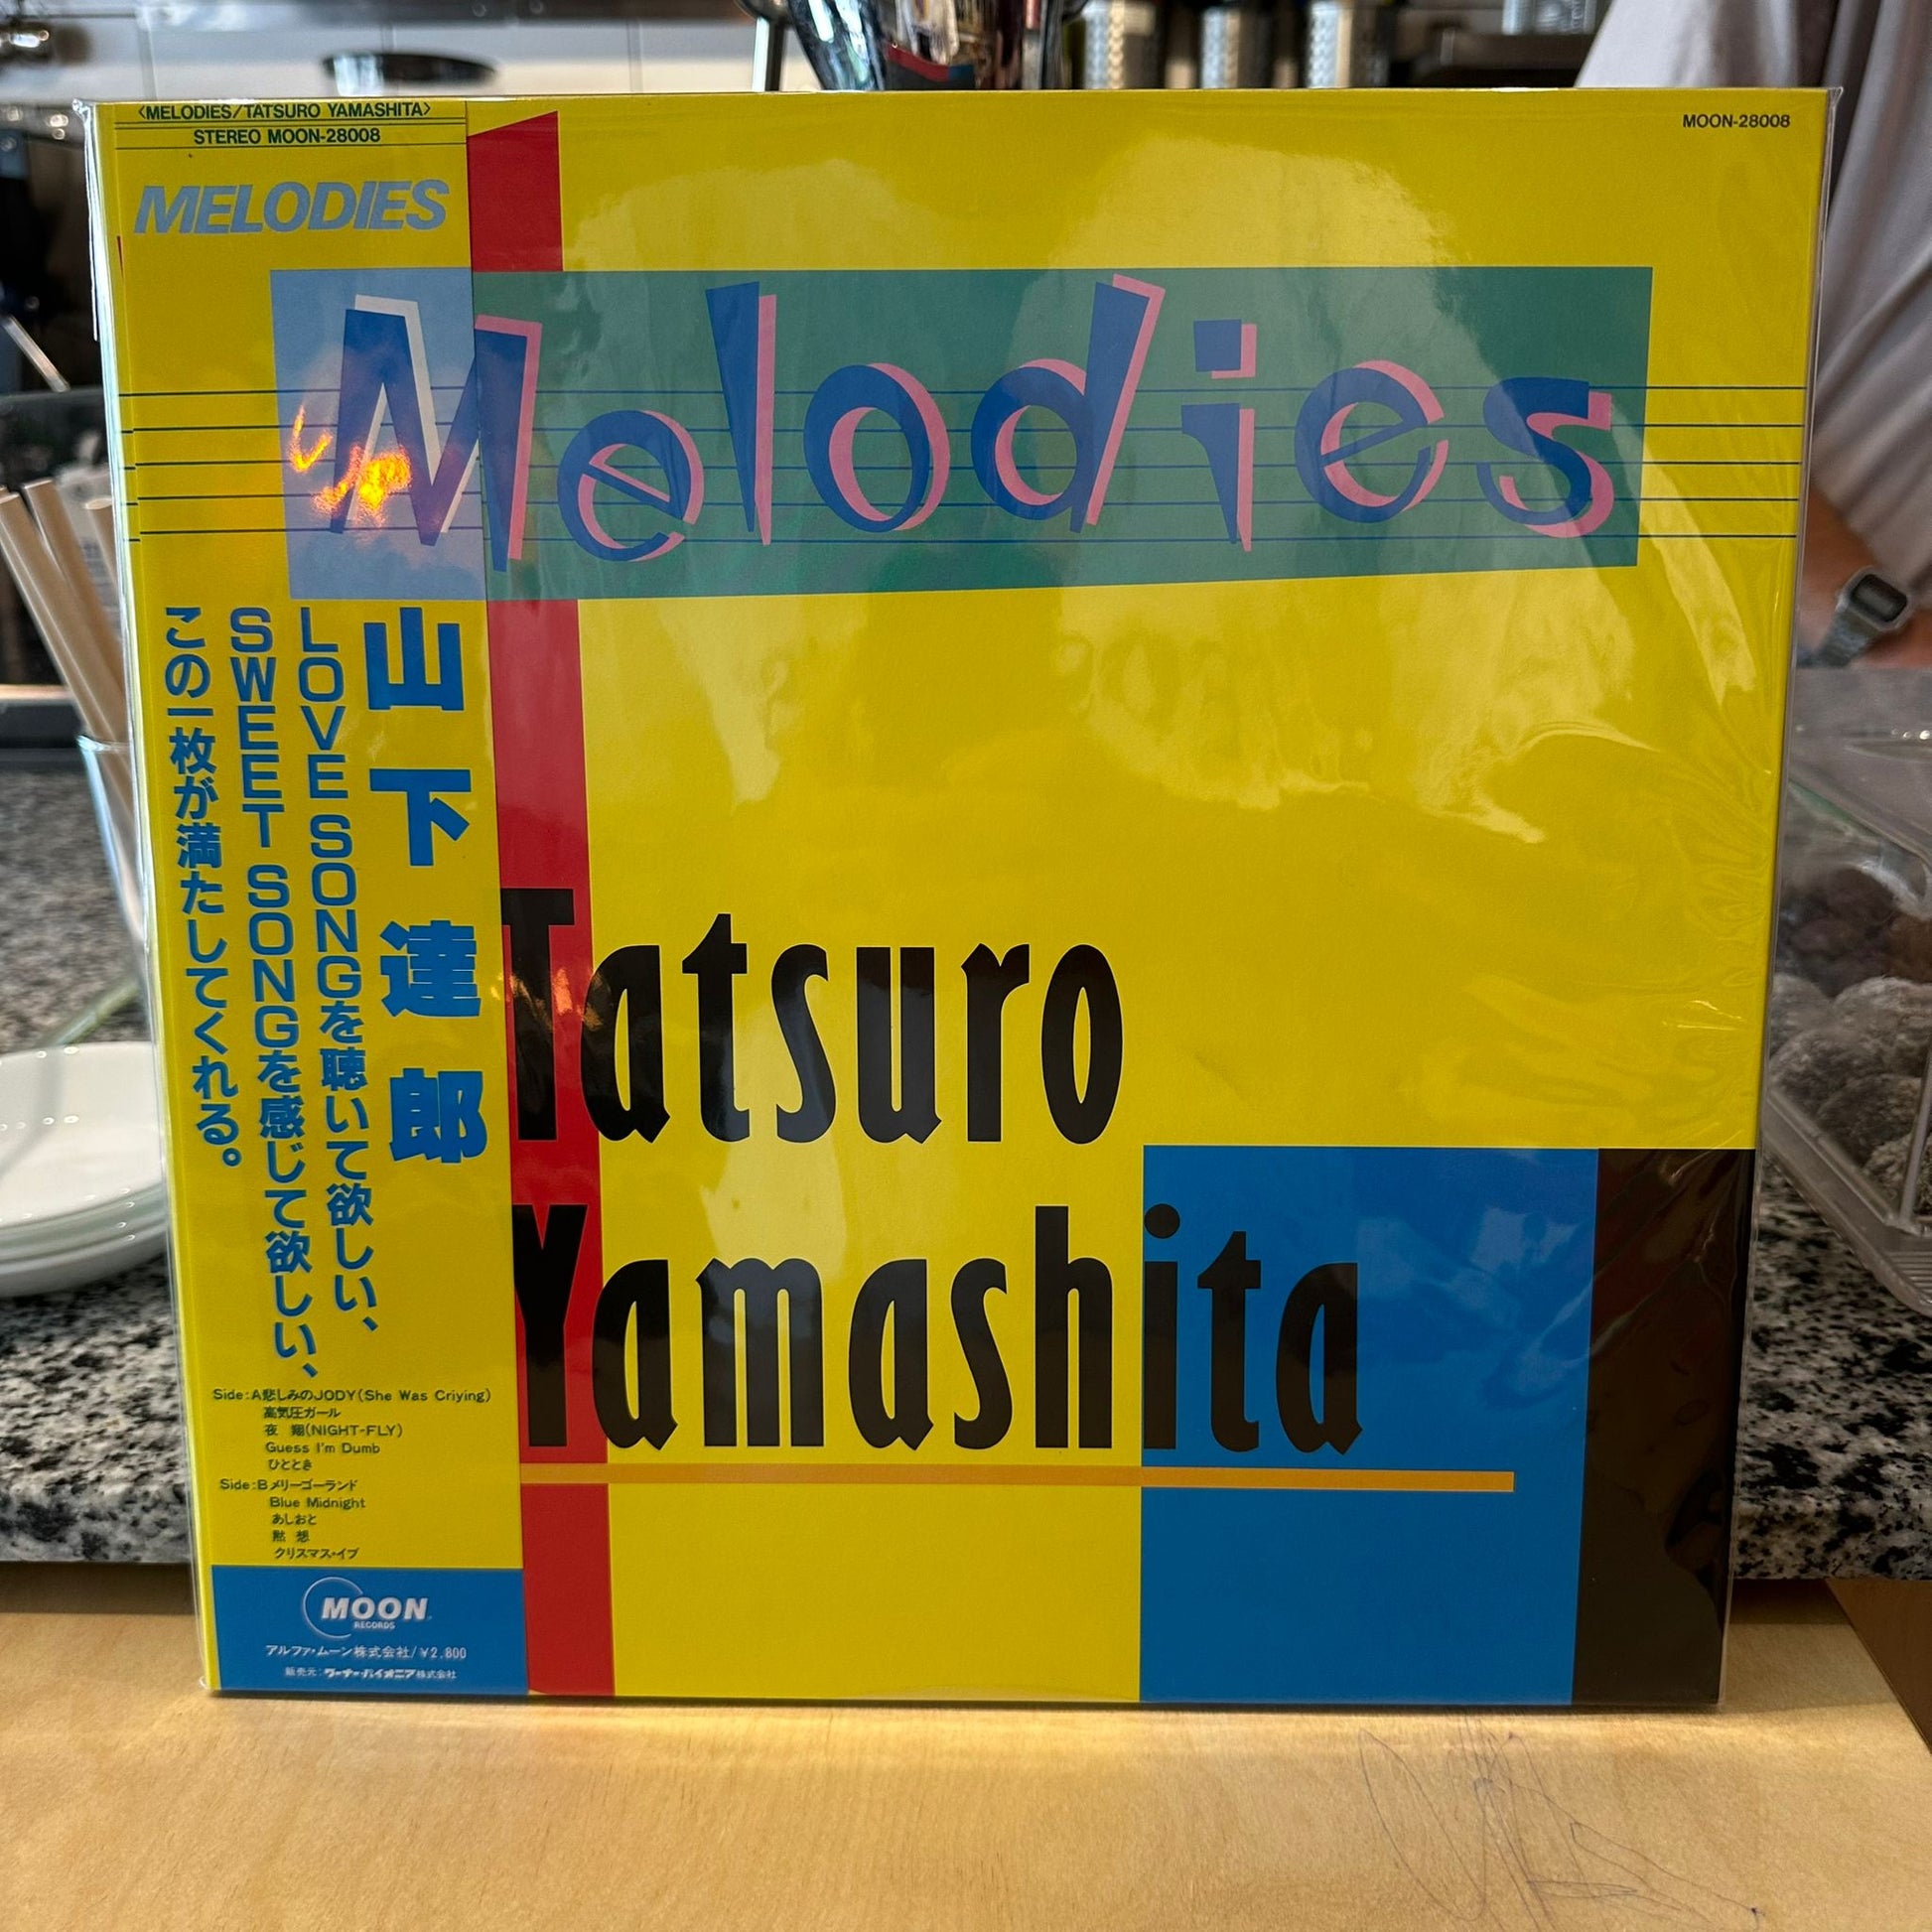 〈MELODIES/TATSURO YAMASHITA〉
STEREO MOON-28008
MOON-28008
MELODIES
Melodies
山下達郎
LOVE SONGを聴いて欲しい、
SWEET SONGを感じて欲しい、
この一枚が満たしてくれる。
Tatsuro
Yamashita
Side:A悲しみのJODY(She Was Criying)
高気圧ガール
夜 翔(NIGHT-FLY)
Guess I'm Dumb
ひととき
Side:Bメリーゴーランド
Blue Midnight
あしおと
黙 想
クリスマス・イブ
MOON
RECORDS
アルファ・ムーン株式会社/¥2,800
販売元:ワーナー・パイオニア株式会社